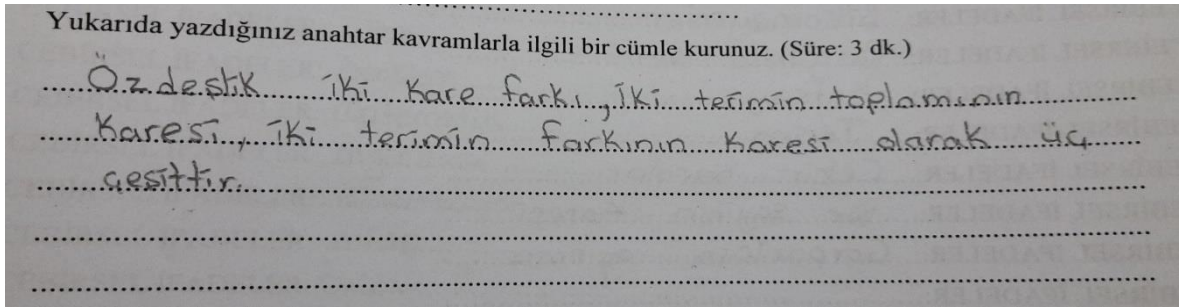 Yukarıda yazdığınız anahtar kavramlarla ilgili bir cümle kurunuz. (Süre: 3 dk.)
Özdeşlik iki kare farkı, iki terimin toplamının
karesi, iki terimin farkının karesi olarak üç
çeşittir.